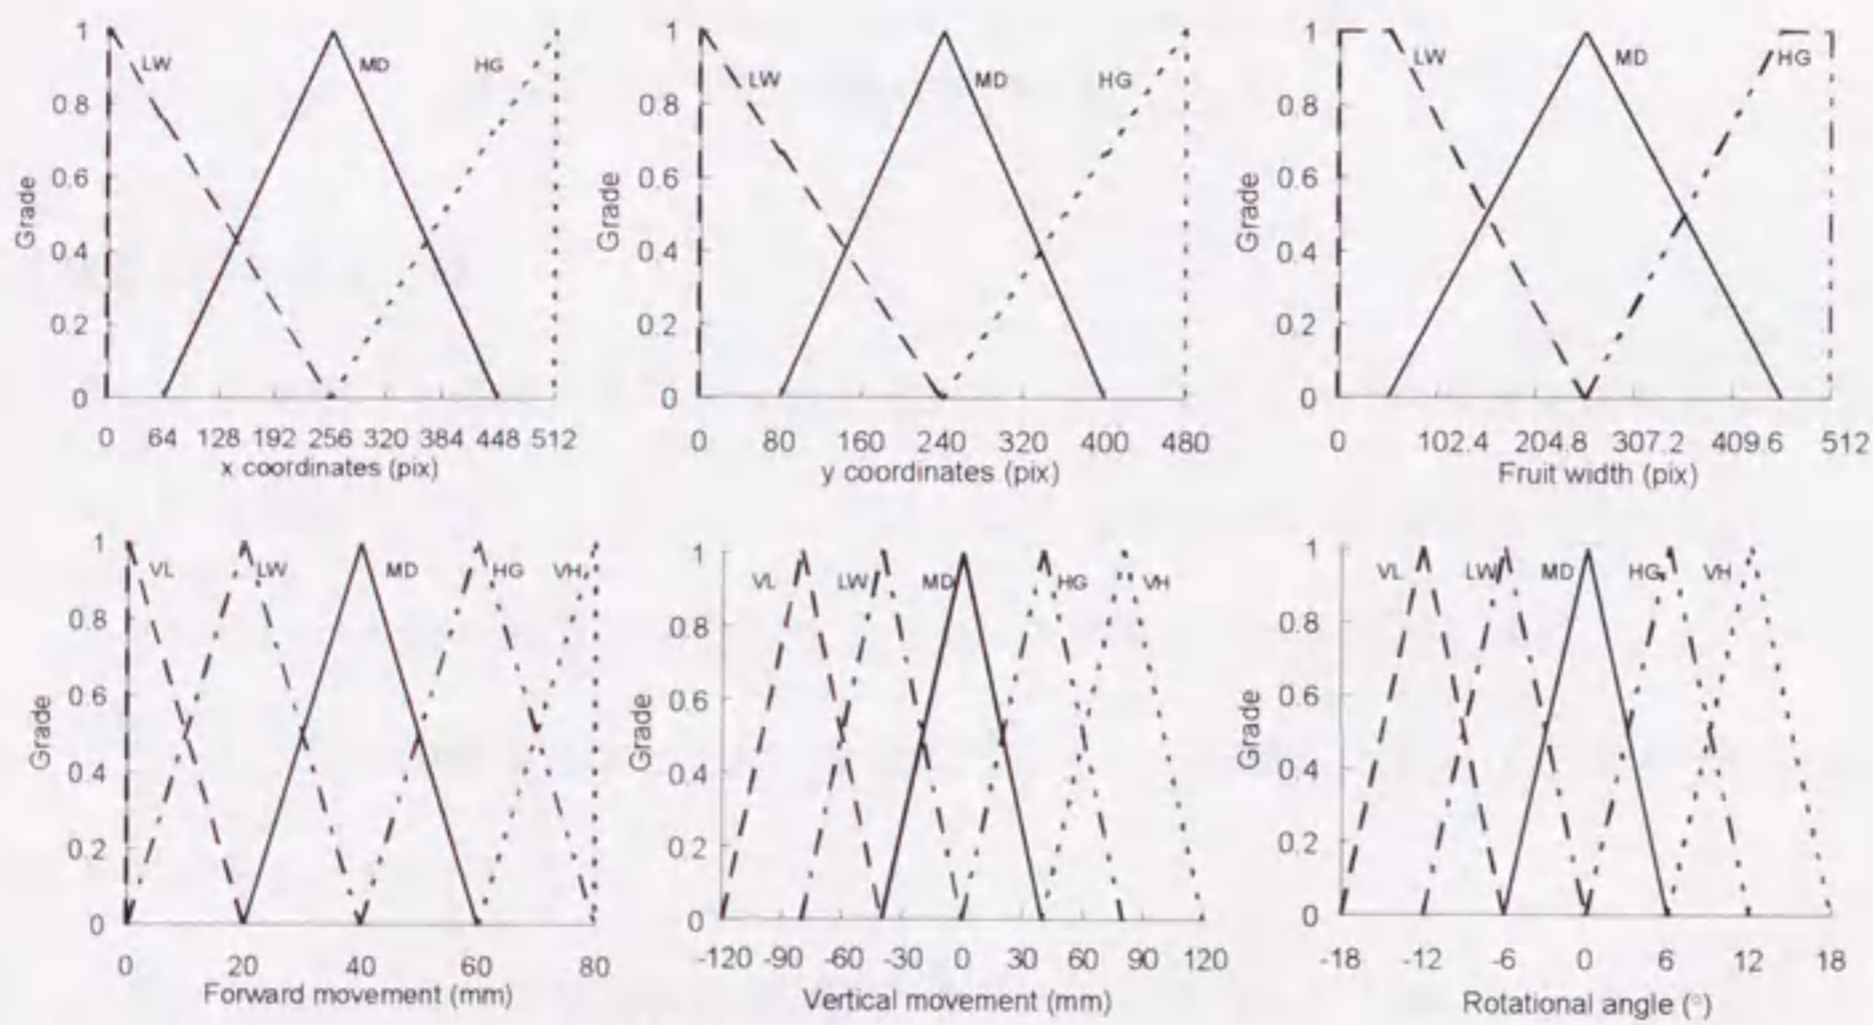 1
0.8
0.6
0.4
0.2
0
Grade
LW MD HG
0 64 128 192 256 320 384 448 512
x coordinates (pix)
1
0.8
0.6
0.4
0.2
0
Grade
LW MD HG
0 80 160 240 320 400 480
y coordinates (pix)
1
0.8
0.6
0.4
0.2
0
Grade
LW MD HG
0 102.4 204.8 307.2 409.6 512
Fruit width (pix)
1
0.8
0.6
0.4
0.2
0
Grade
VL LW MD HG VH
0 20 40 60 80
Forward movement (mm)
1
0.8
0.6
0.4
0.2
0
Grade
VL LW MD HG VH
-120 -90 -60 -30 0 30 60 90 120
Vertical movement (mm)
1
0.8
0.6
0.4
0.2
0
Grade
VL LW MD HG VH
-18 -12 -6 0 6 12 18
Rotational angle (°)